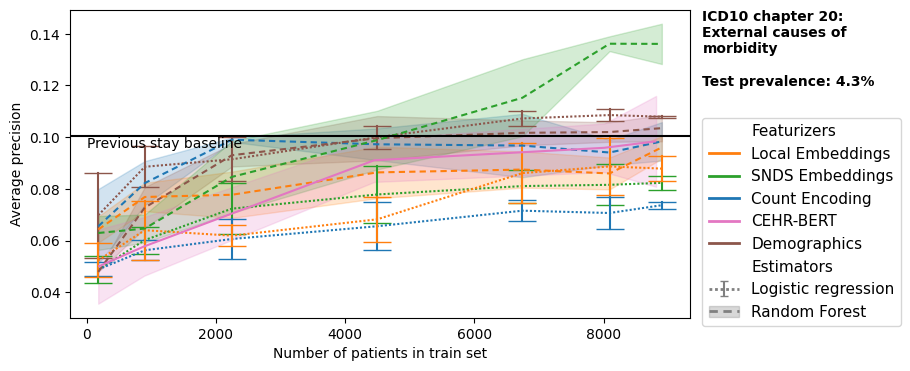 ICD10 chapter 20:
External causes of
morbidity
Test prevalence: 4.3%
0.14
0.12
0.10
0.08
0.06
0.04
Average precision
Previous stay baseline
0
2000
4000
6000
8000
Number of patients in train set
Featurizers
Local Embeddings
SNDS Embeddings
Count Encoding
CEHR-BERT
Demographics
Estimators
Logistic regression
Random Forest